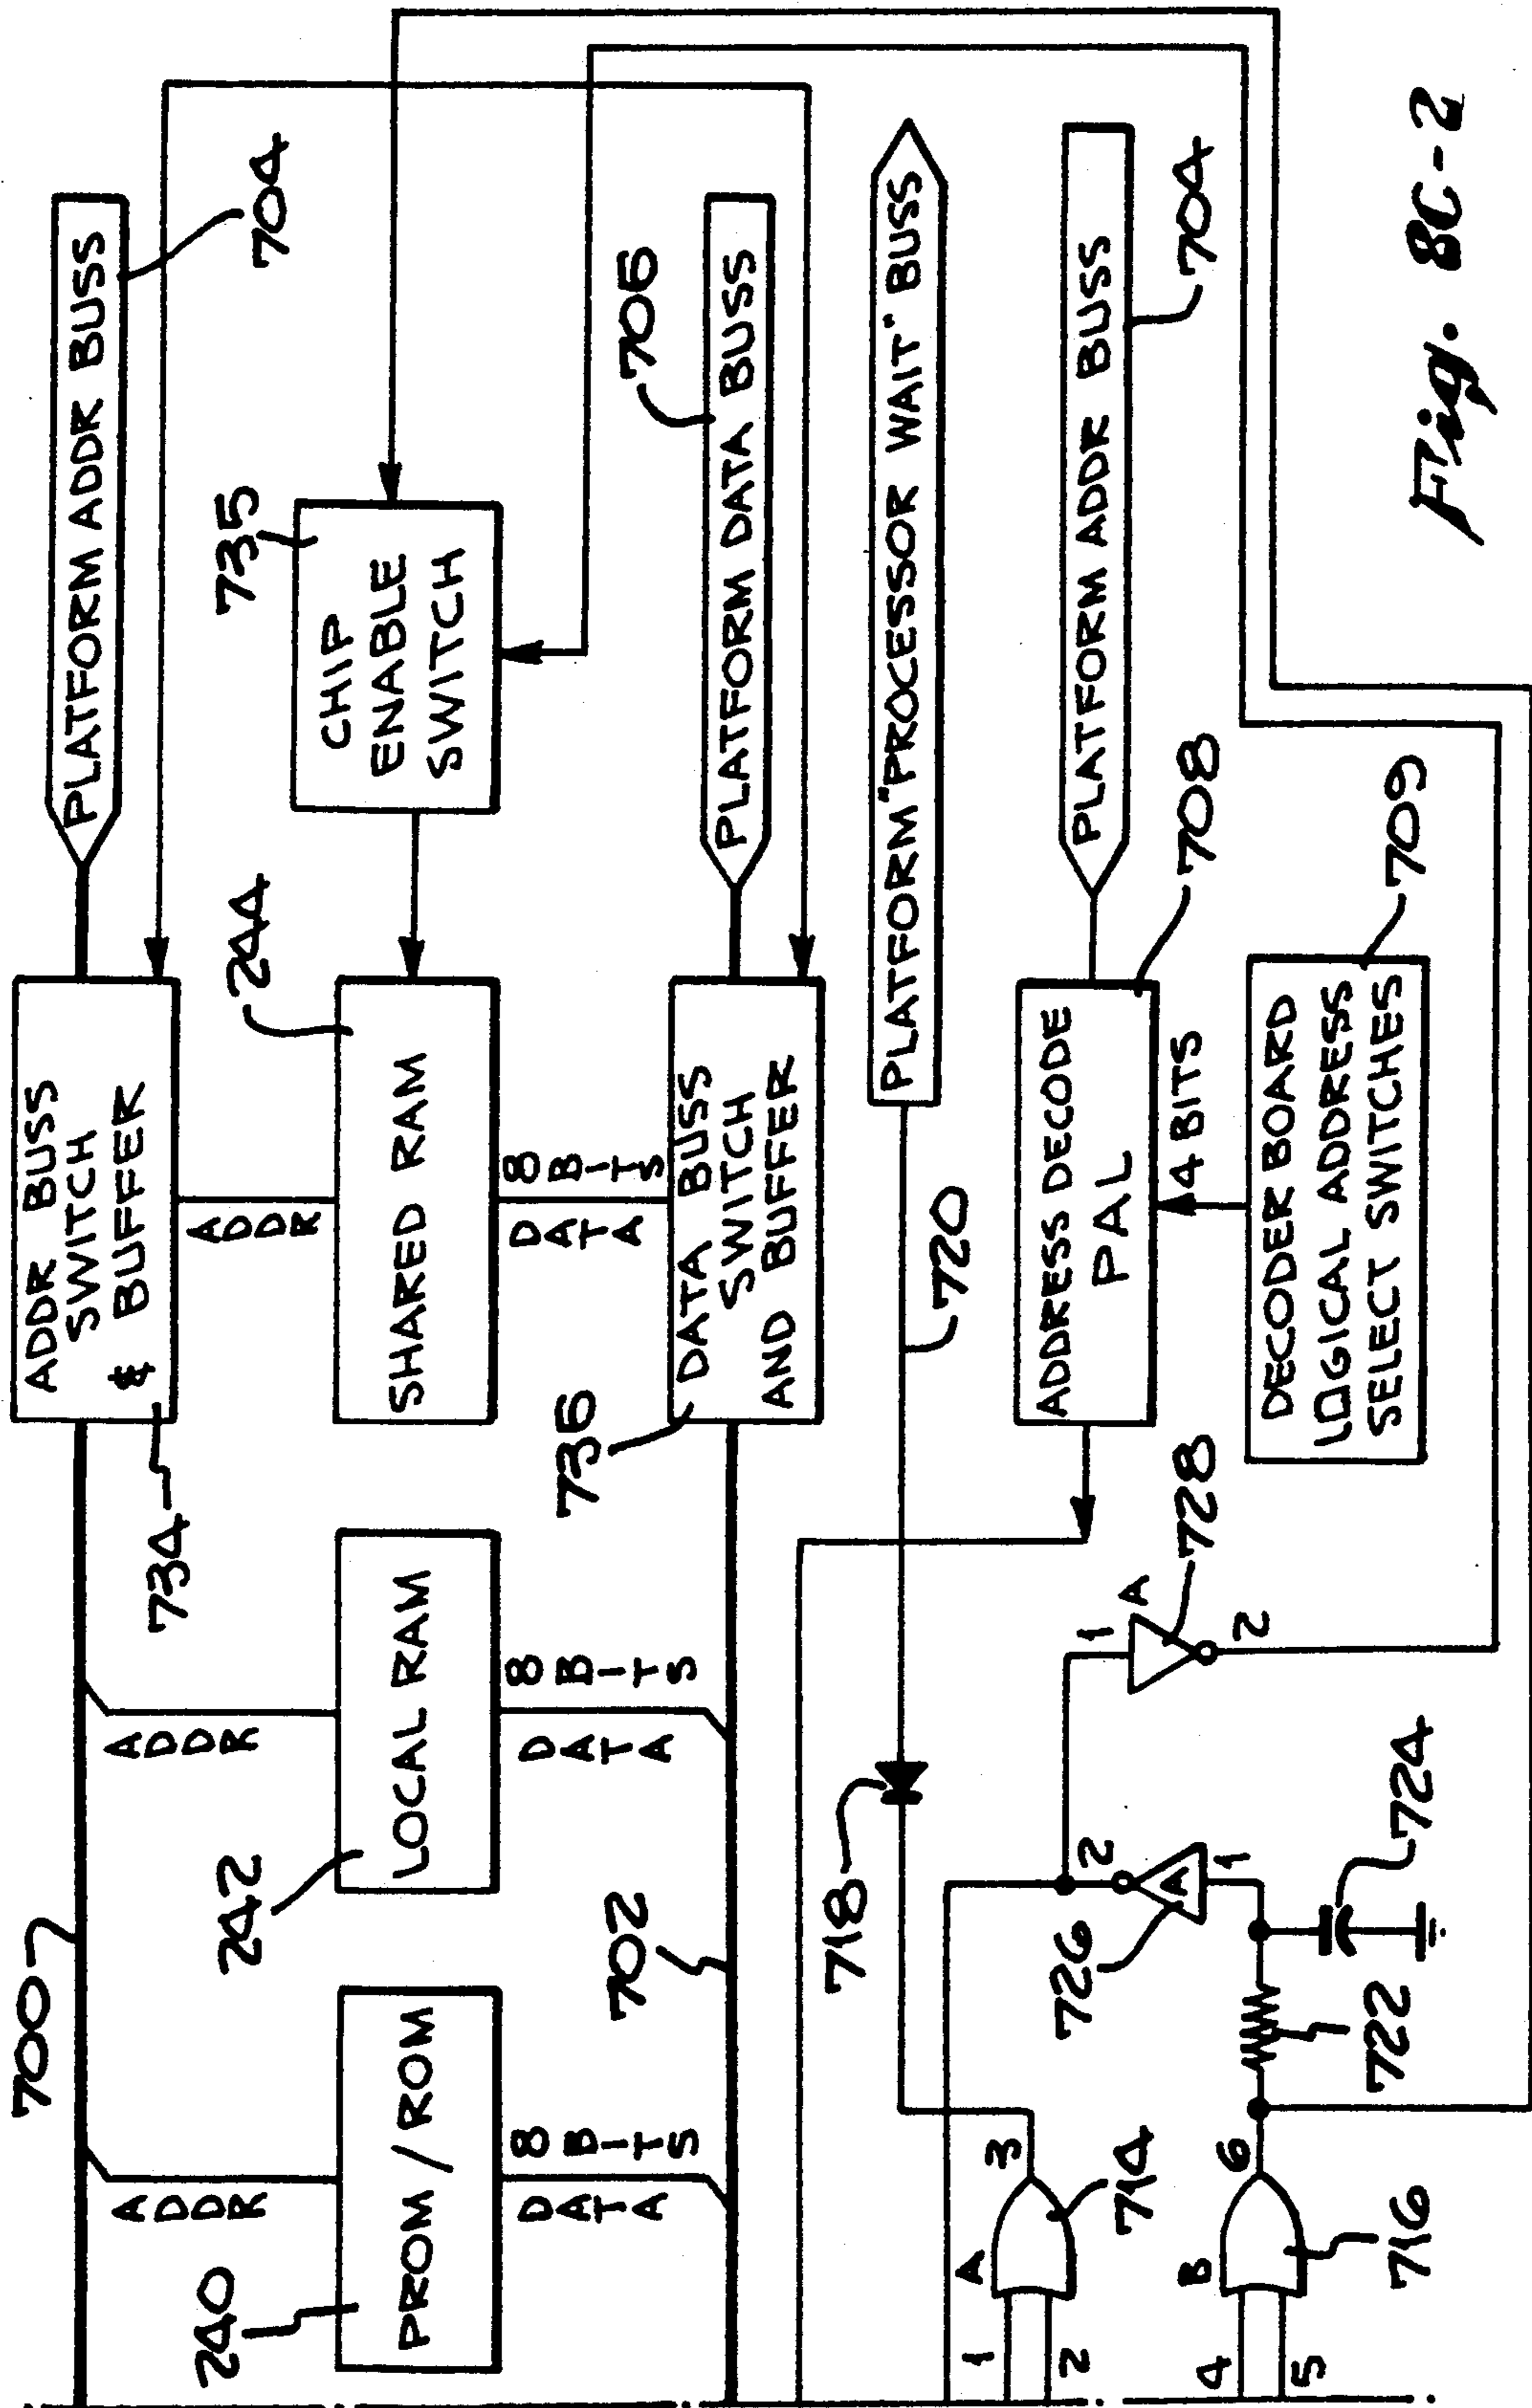 700
240
PROM / ROM
ADDR
8 BITS
DATA
242
LOCAL RAM
ADDR
8 BITS
DATA
702
734
ADDR BUSS
SWITCH
& BUFFER
ADDR
244
SHARED RAM
8 BITS
DATA
736
DATA BUSS
SWITCH
AND BUFFER
PLATFORM ADDR BUSS
704
735
CHIP
ENABLE
SWITCH
705
PLATFORM DATA BUSS
PLATFORM "PROCESSOR WAIT" BUSS
718
720
ADDRESS DECODE
PAL
708
PLATFORM ADDR BUSS
704
4 BITS
DECODER BOARD
LOGICAL ADDRESS
SELECT SWITCHES
709
A
1
2
3
714
B
4
5
6
716
722
724
726
A
1
2
728
A
1
2
Fig. 8C-2